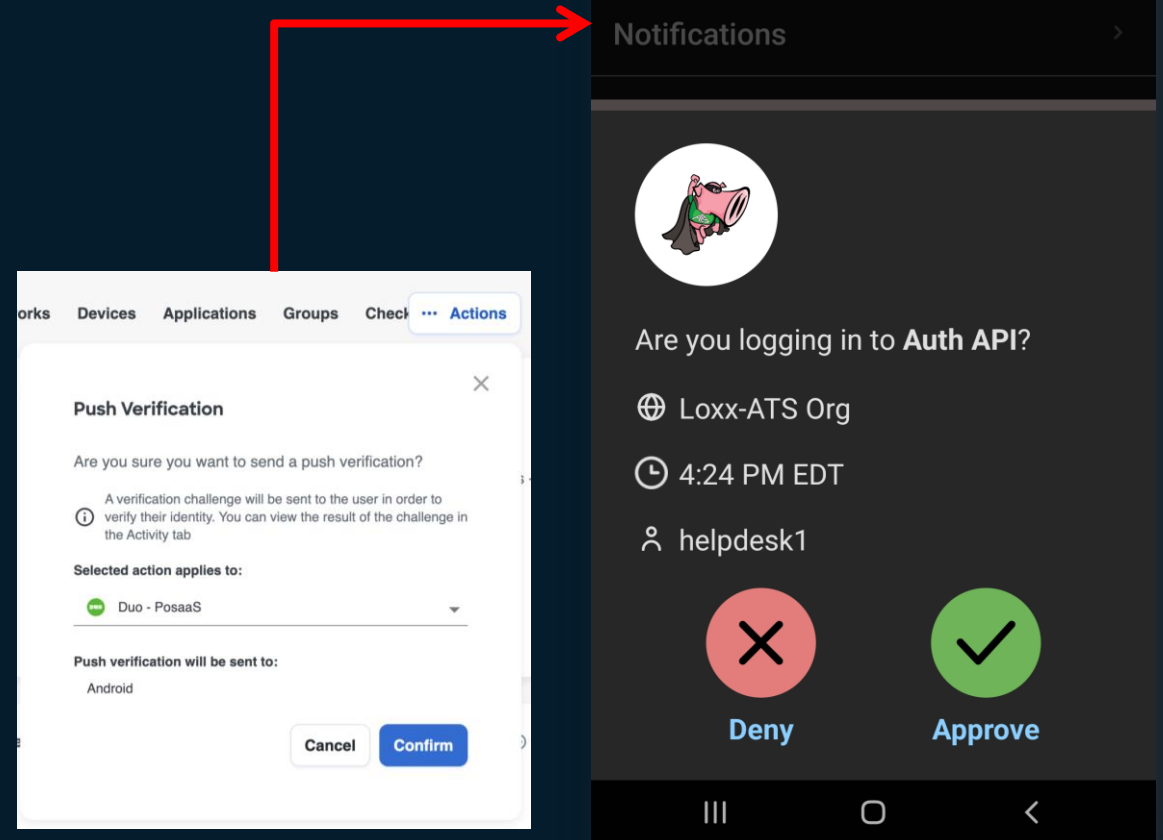 orks Devices Applications Groups Check ··· Actions
Push Verification
Are you sure you want to send a push verification?
A verification challenge will be sent to the user in order to
verify their identity. You can view the result of the challenge in
the Activity tab
Selected action applies to:
Duo - PosaaS
Push verification will be sent to:
Android
Cancel Confirm
Notifications
Are you logging in to Auth API?
Loxx-ATS Org
4:24 PM EDT
helpdesk1
Deny Approve